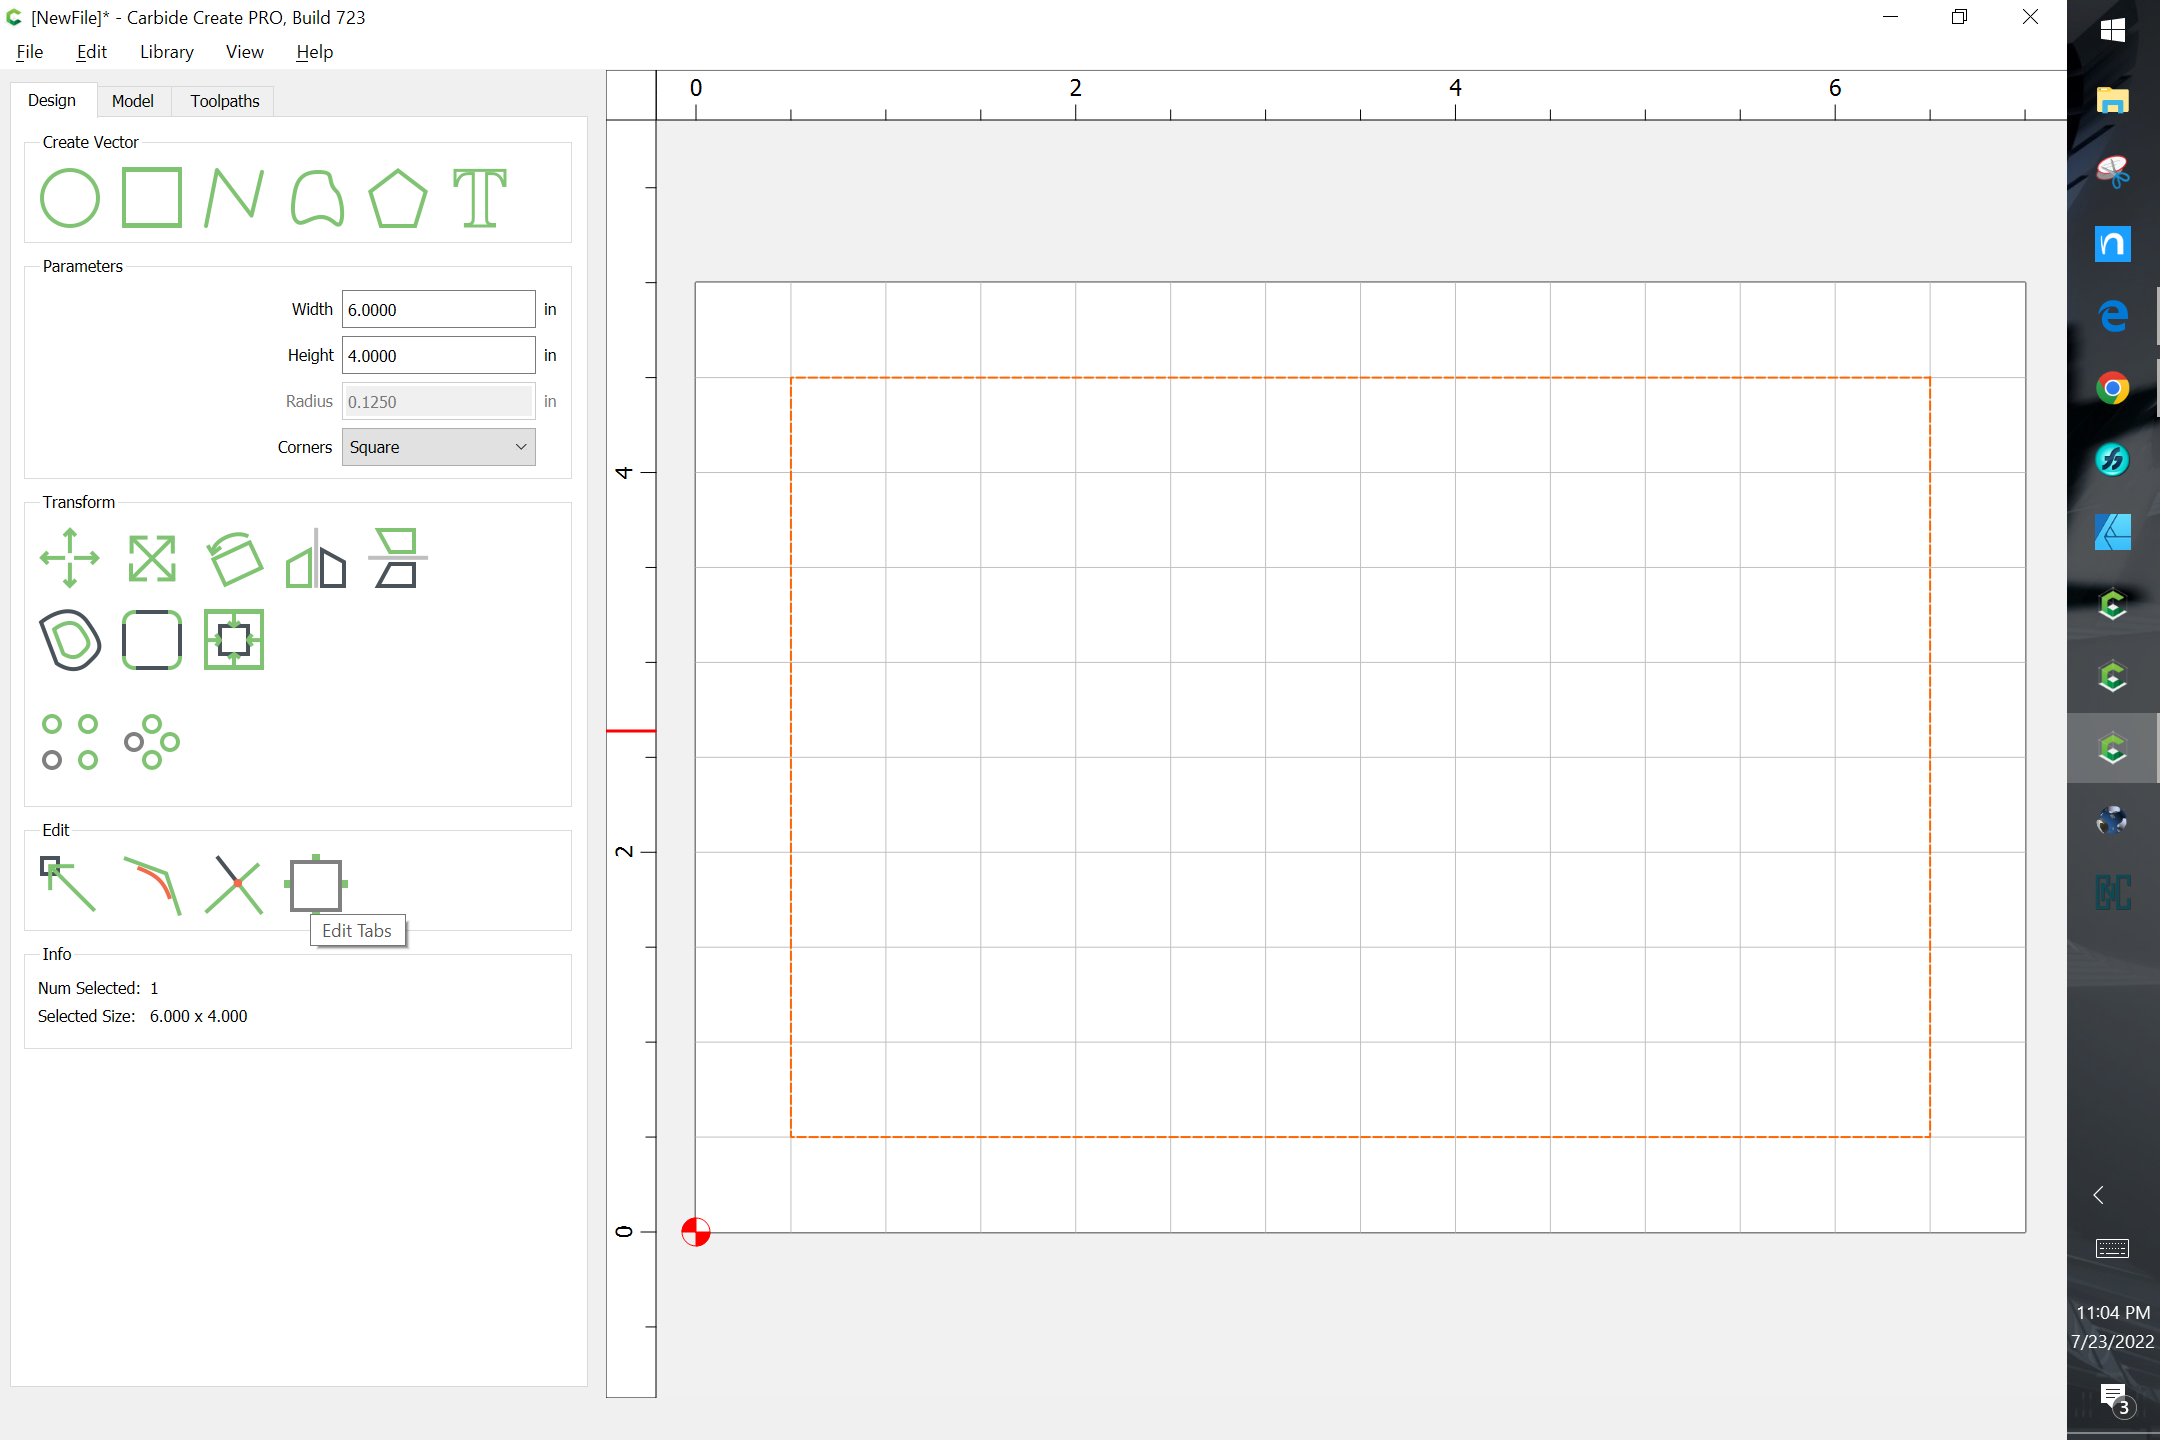 [NewFile]* - Carbide Create PRO, Build 723
File Edit Library View Help
Design Model Toolpaths
Create Vector
Parameters
Width 6.0000 in
Height 4.0000 in
Radius 0.1250 in
Corners Square
Transform
Edit
Edit Tabs
Info
Num Selected: 1
Selected Size: 6.000 x 4.000
0 2 4 6
4
2
0
11:04 PM
7/23/2022
3